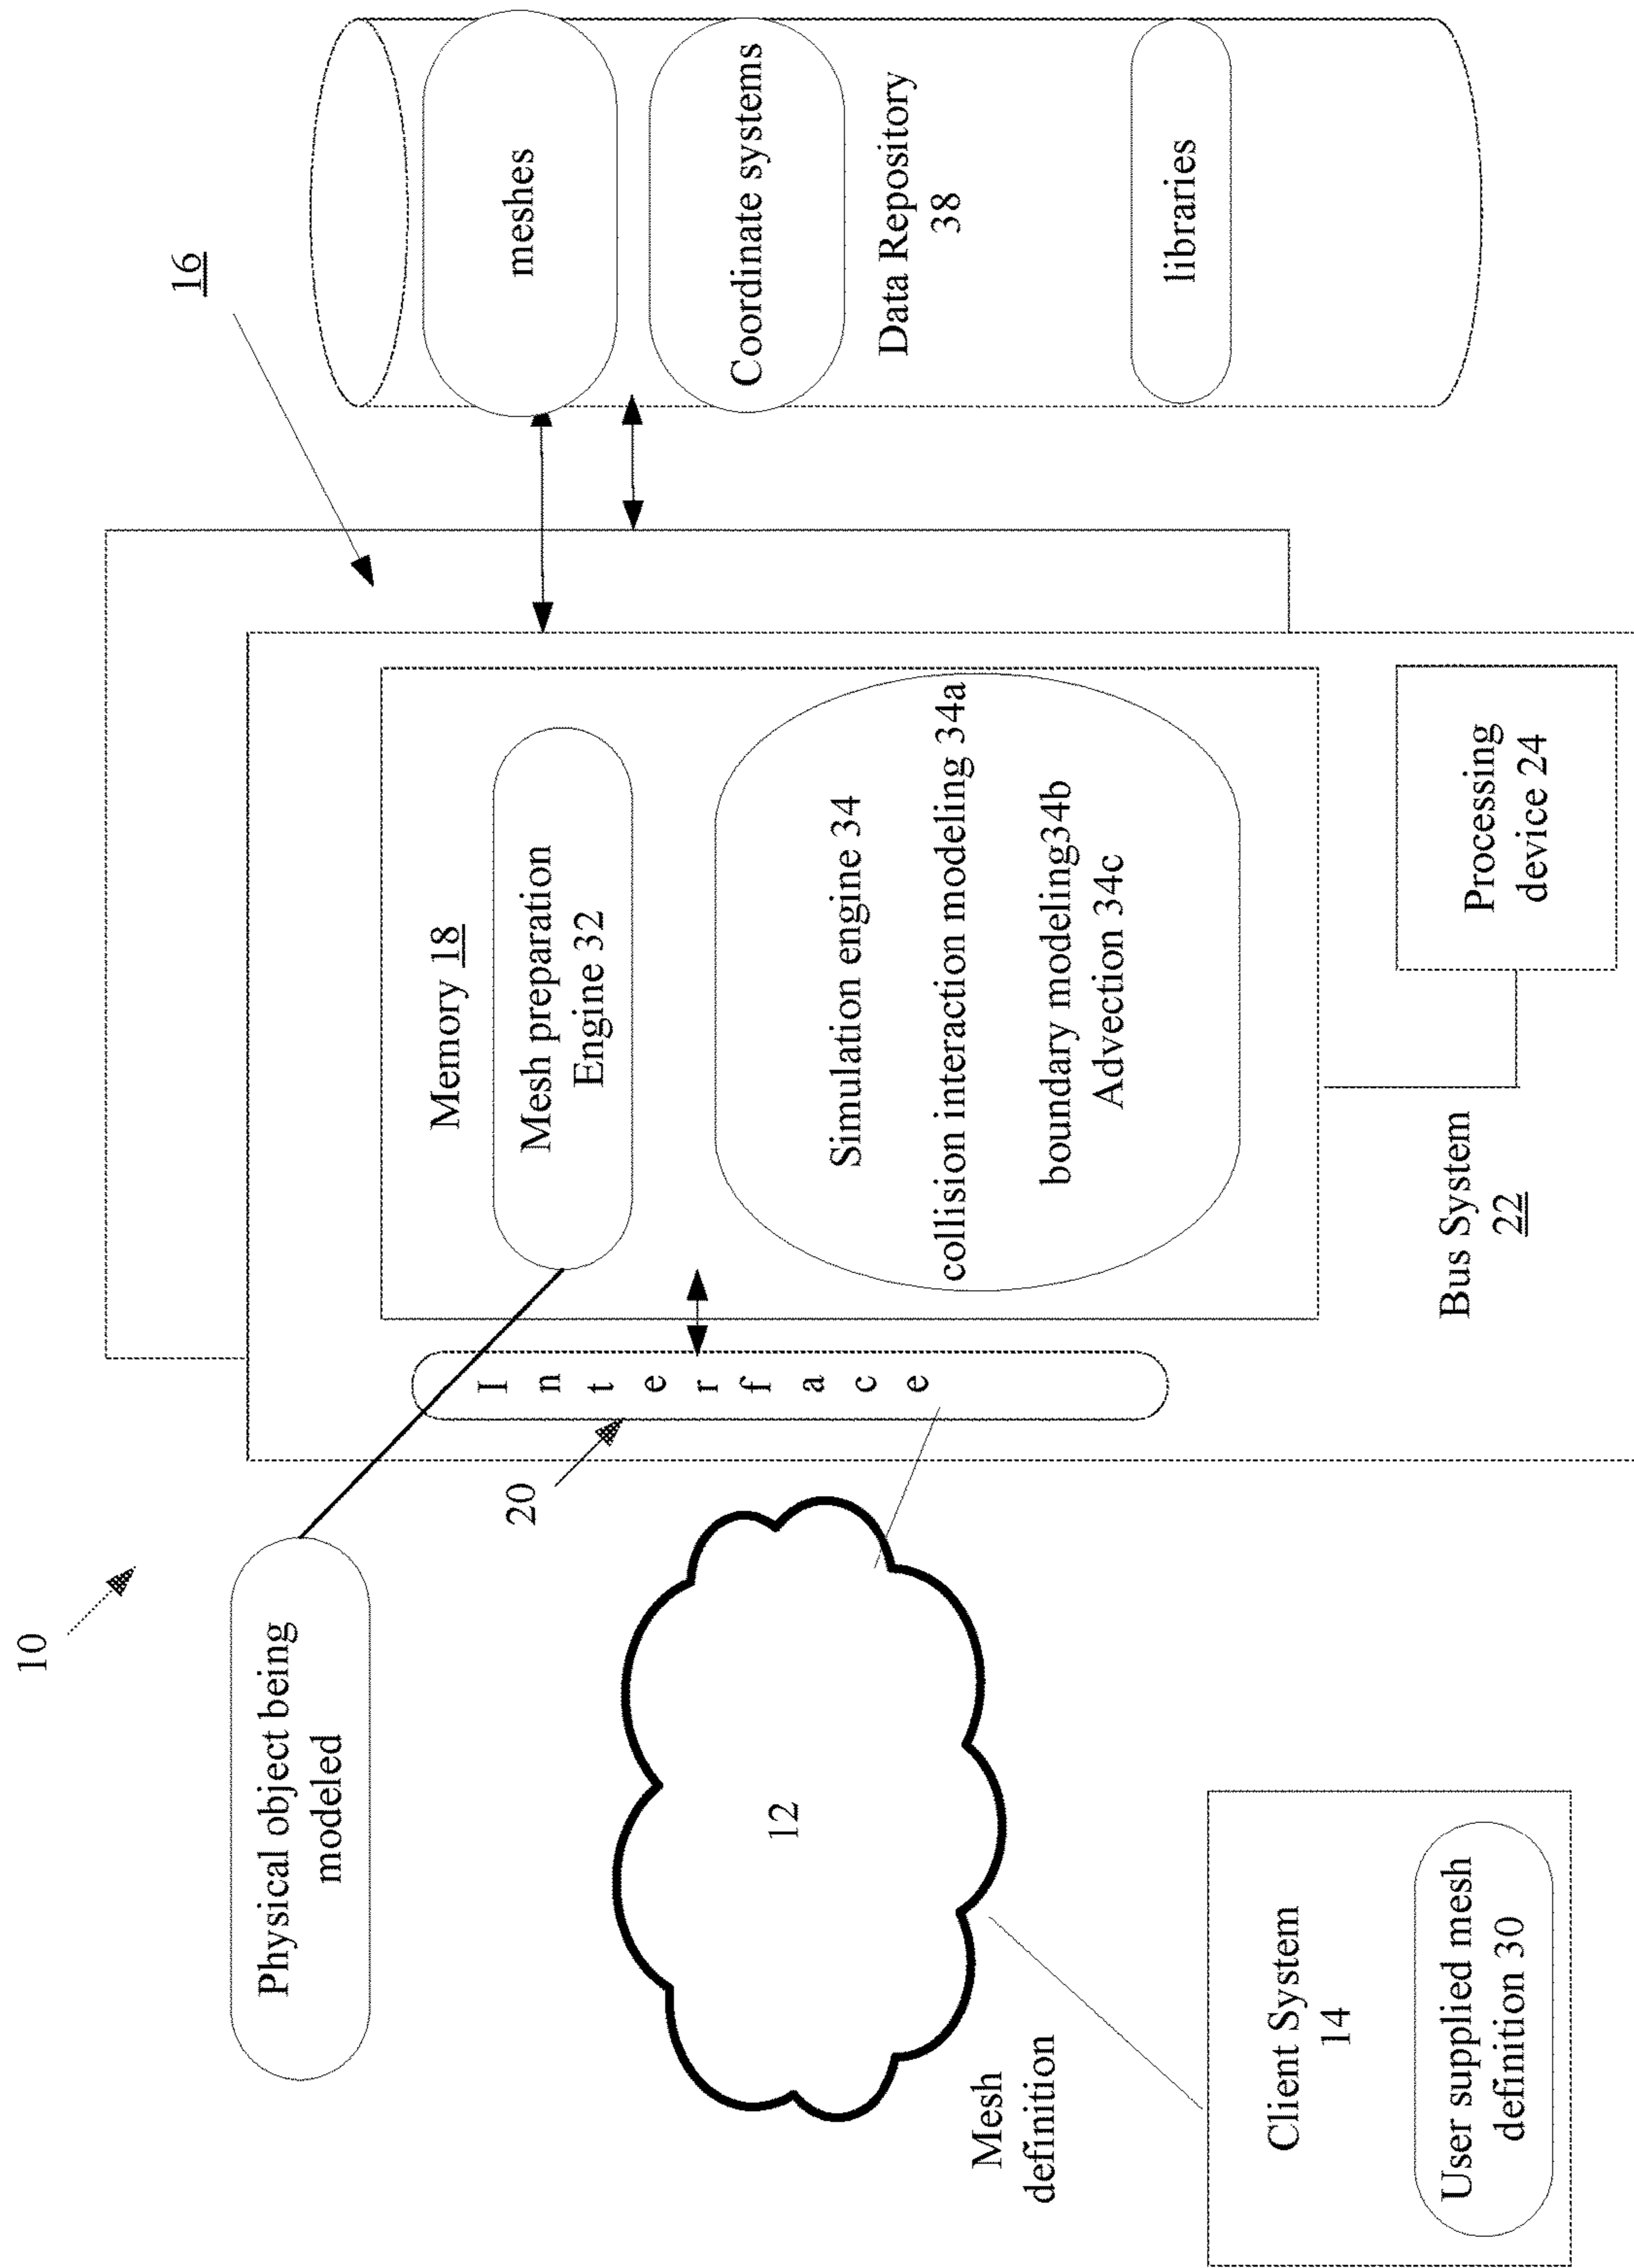 10
16
Physical object being
modeled
20
Interface
Memory 18
Mesh preparation
Engine 32
Simulation engine 34
collision interaction modeling 34a
boundary modeling34b
Advection 34c
meshes
Coordinate systems
Data Repository
38
libraries
12
Mesh
definition
Client System
14
User supplied mesh
definition 30
Bus System
22
Processing
device 24